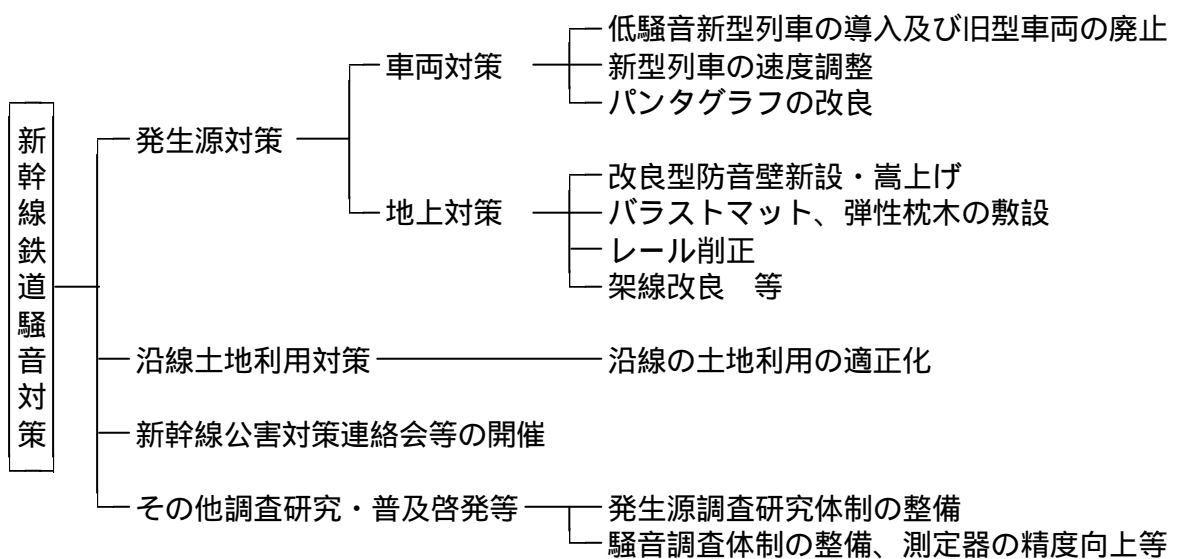 新幹線鉄道騒音対策
発生源対策
車両対策
低騒音新型列車の導入及び旧型車両の廃止
新型列車の速度調整
パンタグラフの改良
地上対策
改良型防音壁新設・嵩上げ
バラストマット、弾性枕木の敷設
レール削正
架線改良　等
沿線土地利用対策
沿線の土地利用の適正化
新幹線公害対策連絡会等の開催
その他調査研究・普及啓発等
発生源調査研究体制の整備
騒音調査体制の整備、測定器の精度向上等